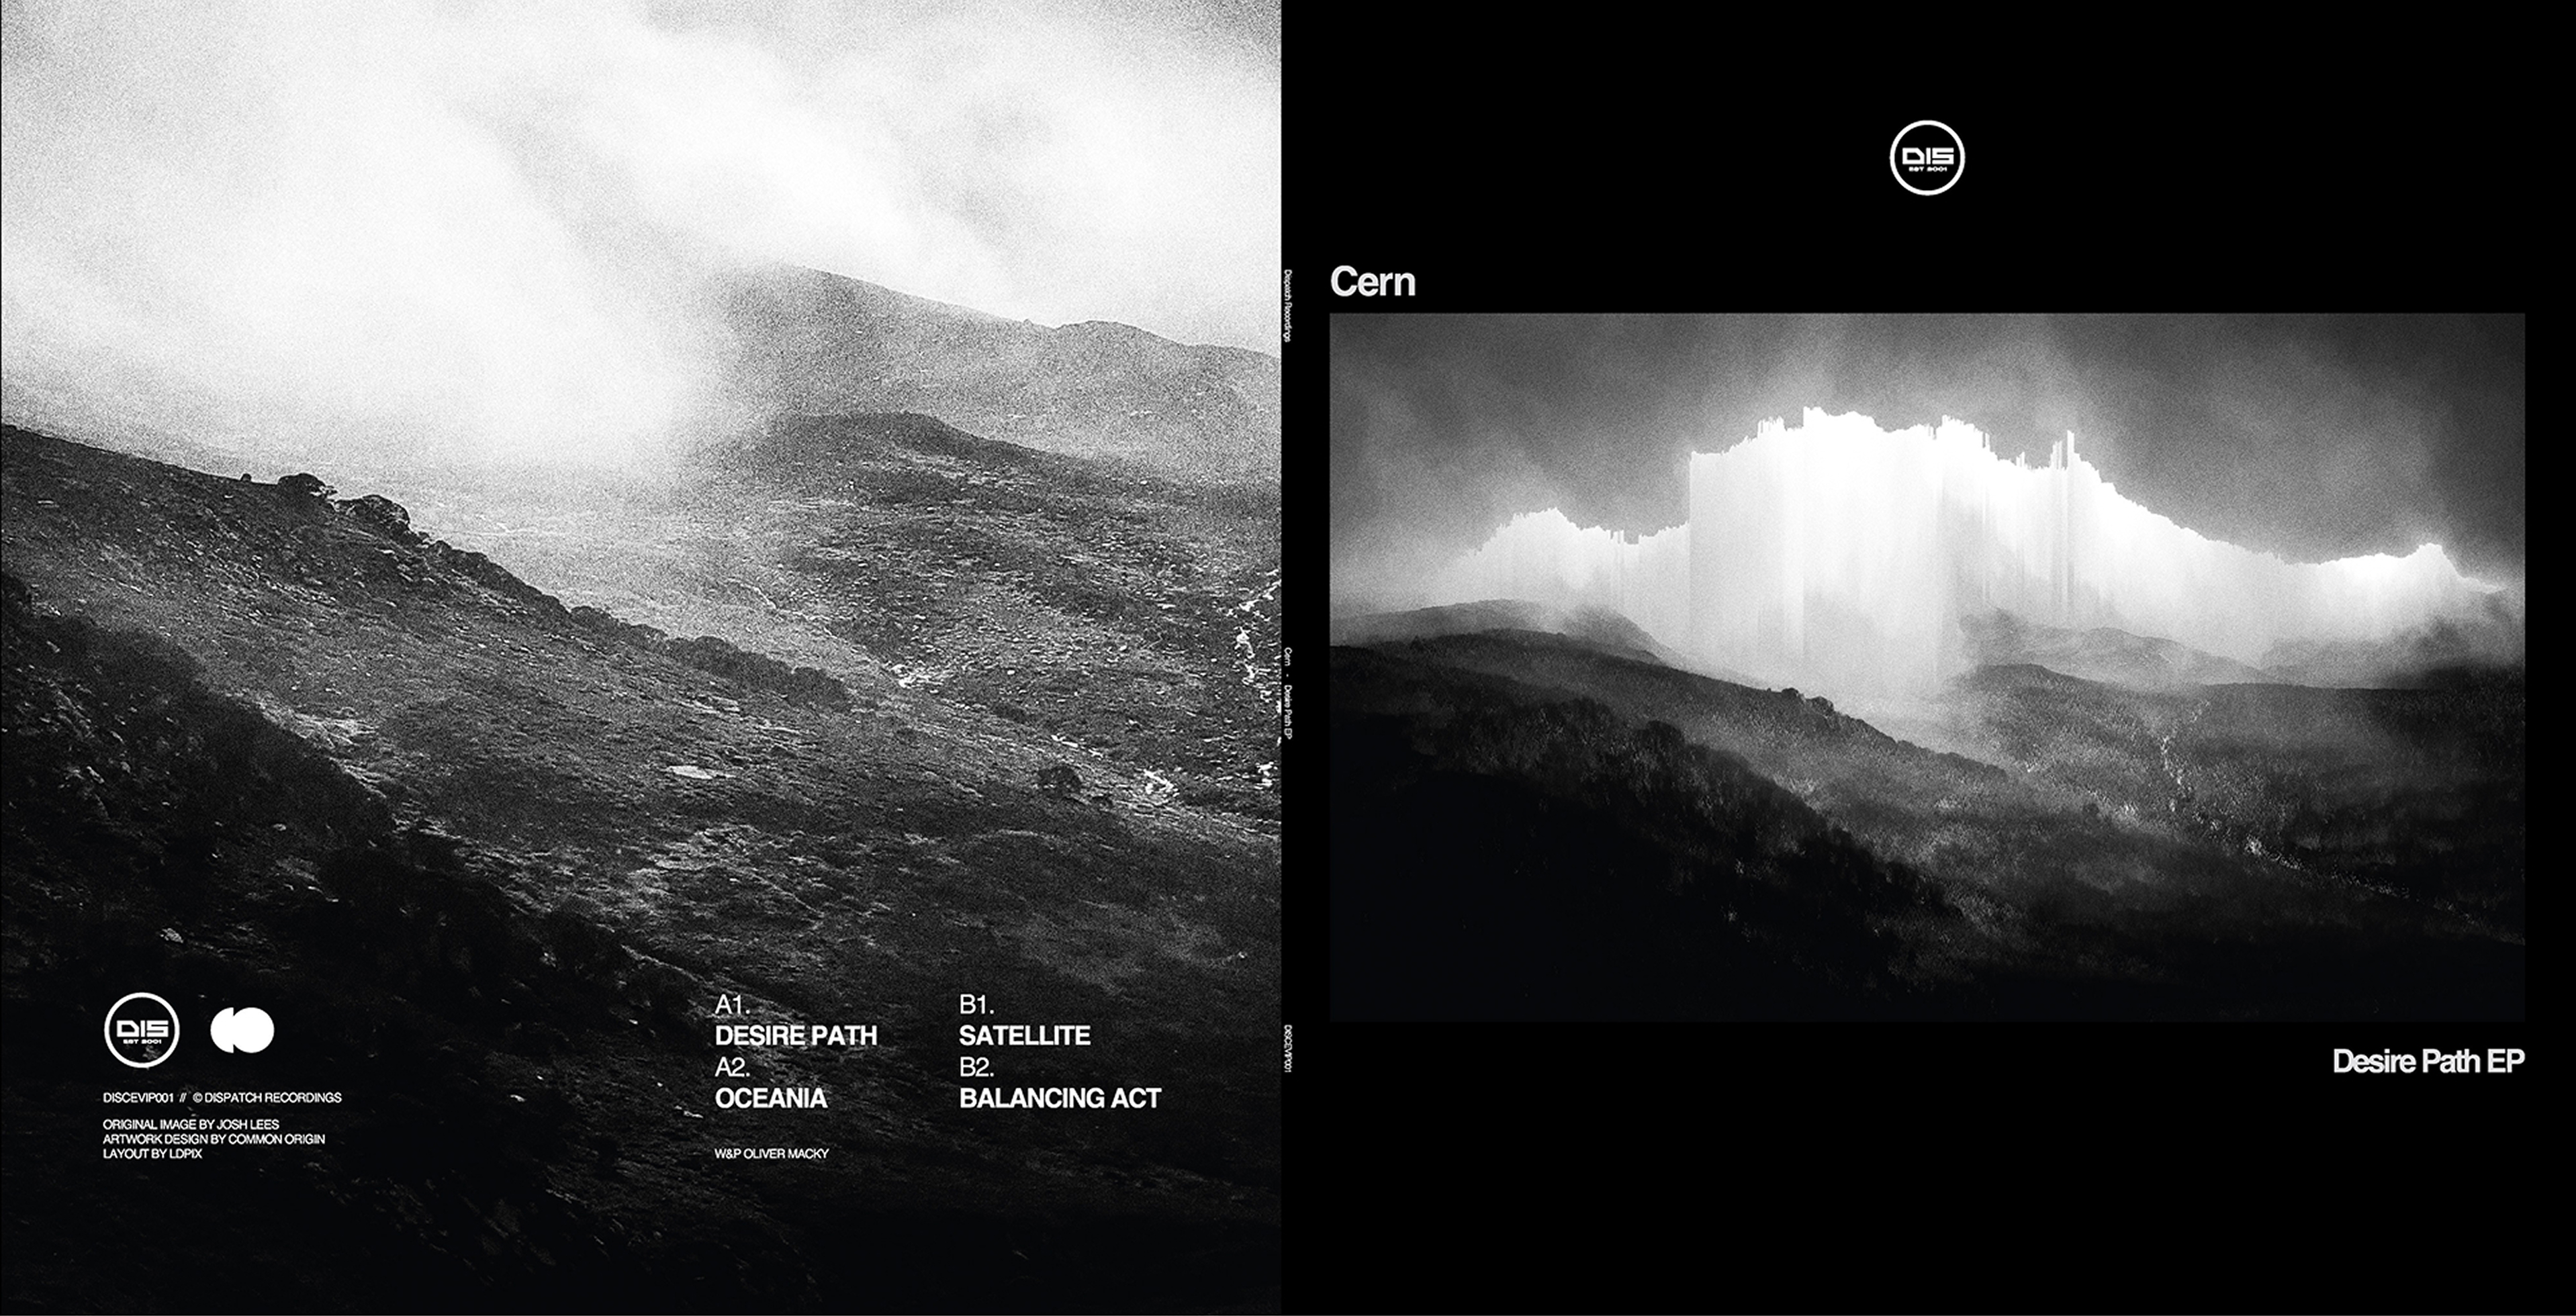 DIS
EST 2001
DISCEVIP001 // © DISPATCH RECORDINGS
ORIGINAL IMAGE BY JOSH LEES
ARTWORK DESIGN BY COMMON ORIGIN
LAYOUT BY LDPIX
A1.
DESIRE PATH
A2.
OCEANIA
W&P OLIVER MACKY
B1.
SATELLITE
B2.
BALANCING ACT
Dispatch Recordings
Cern - Desire Path EP
DISCEVIP001
DIS
EST 2001
Cern
Desire Path EP